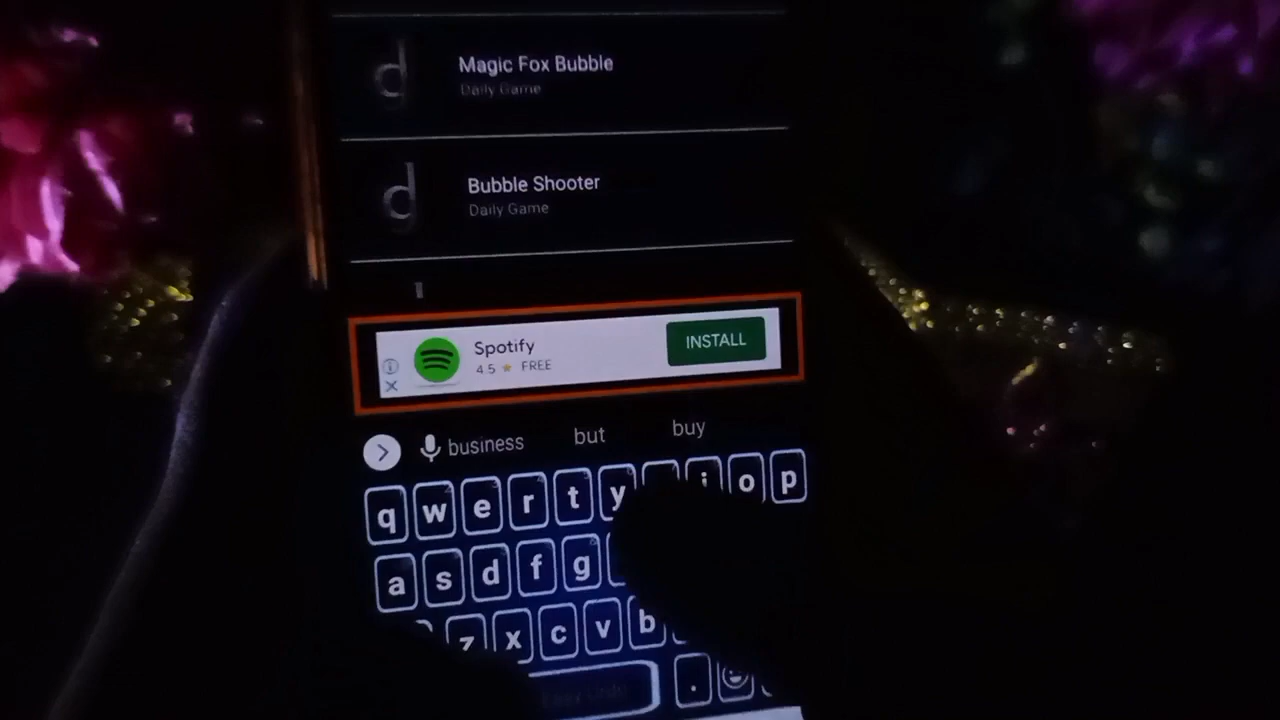 Magic Fox Bubble
Daily Game
Bubble Shooter
Daily Game
Spotify
4.5 ★ FREE
INSTALL
business but buy
q w e r t y i o p
a s d f g
z x c v b
.